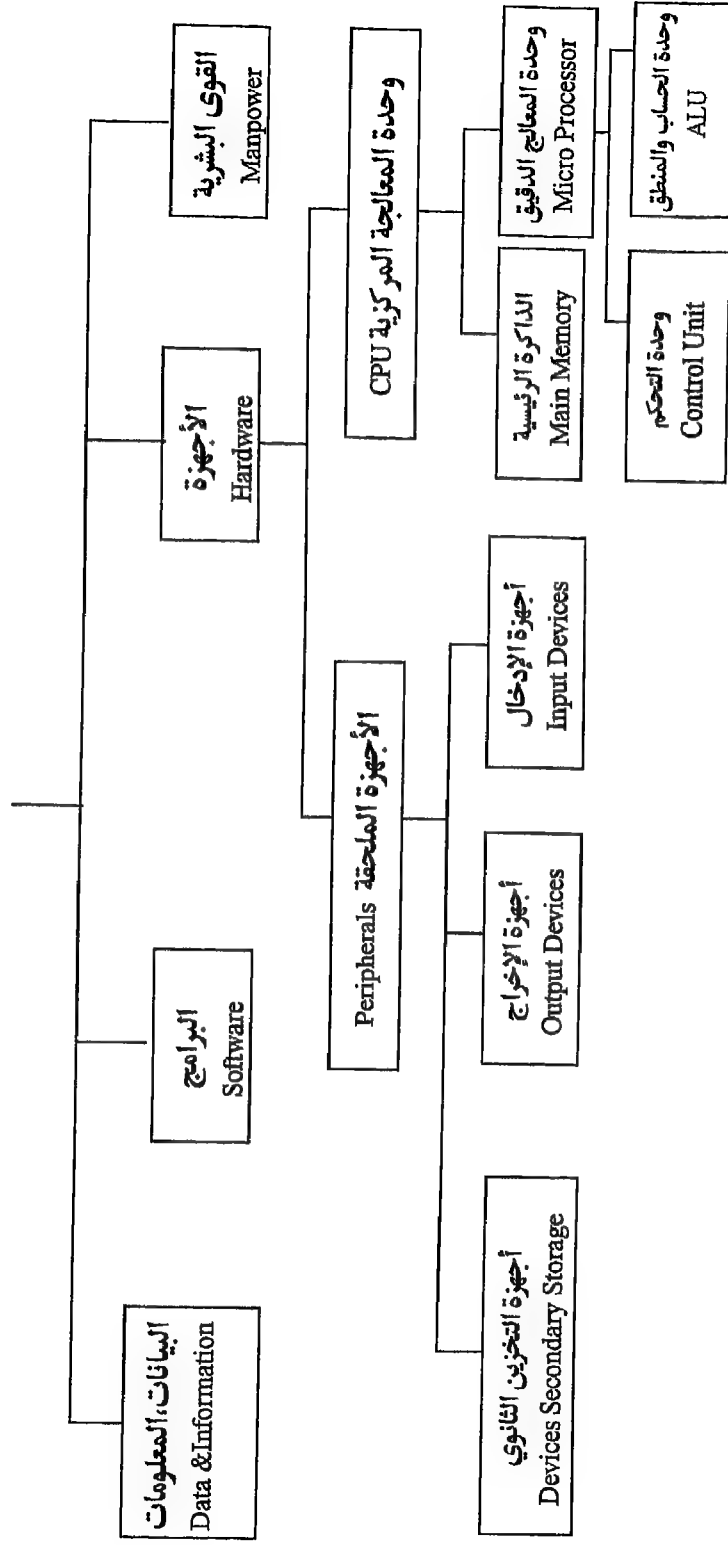 القوى البشرية
Manpower
الأجهزة
Hardware
البرامج
Software
البيانات، المعلومات
Data &Information
وحدة المعالجة المركزية CPU
الأجهزة الملحقة Peripherals
وحدة المعالج الدقيق
Micro Processor
الذاكرة الرئيسية
Main Memory
أجهزة الإدخال
Input Devices
أجهزة الإخراج
Output Devices
أجهزة التخزين الثانوي
Devices Secondary Storage
وحدة الحساب والمنطق
ALU
وحدة التحكم
Control Unit